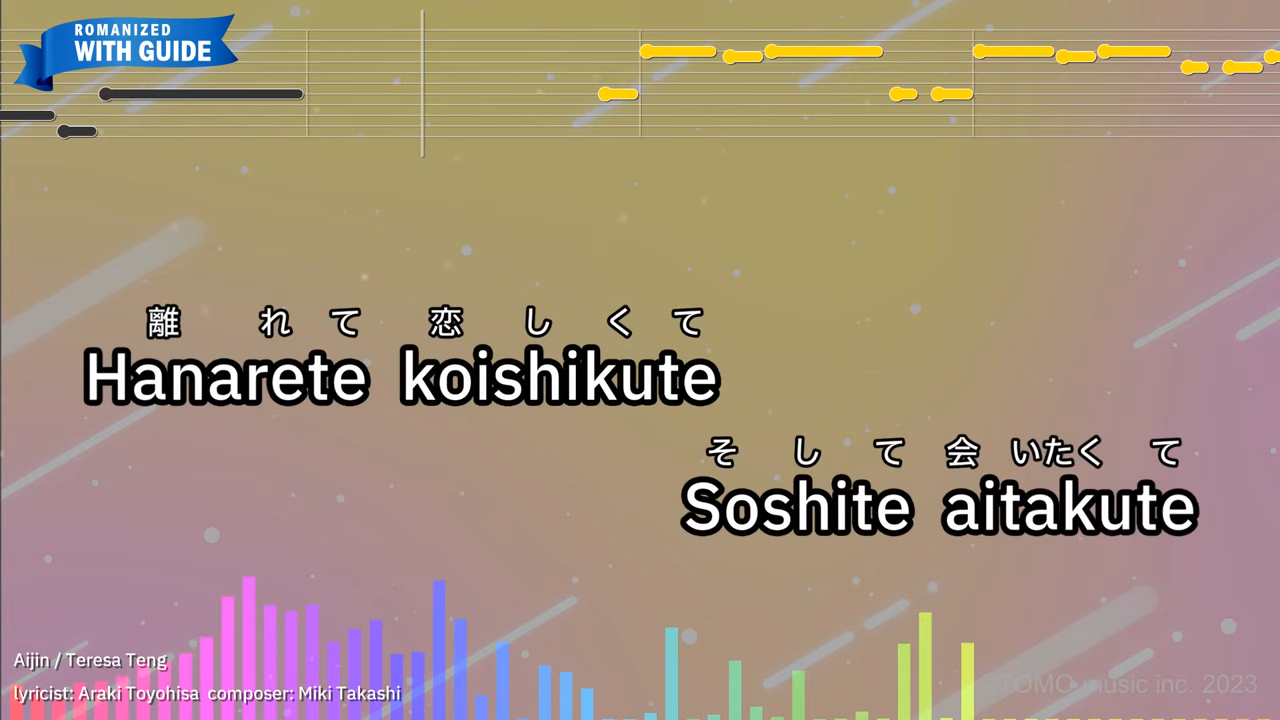 ROMANIZED
WITH GUIDE
離れて恋しくて
Hanarete koishikute
そして会いたくて
Soshite aitakute
Aijin / Teresa Teng
lyricist: Araki Toyohisa composer: Miki Takashi
TOMO music inc. 2023